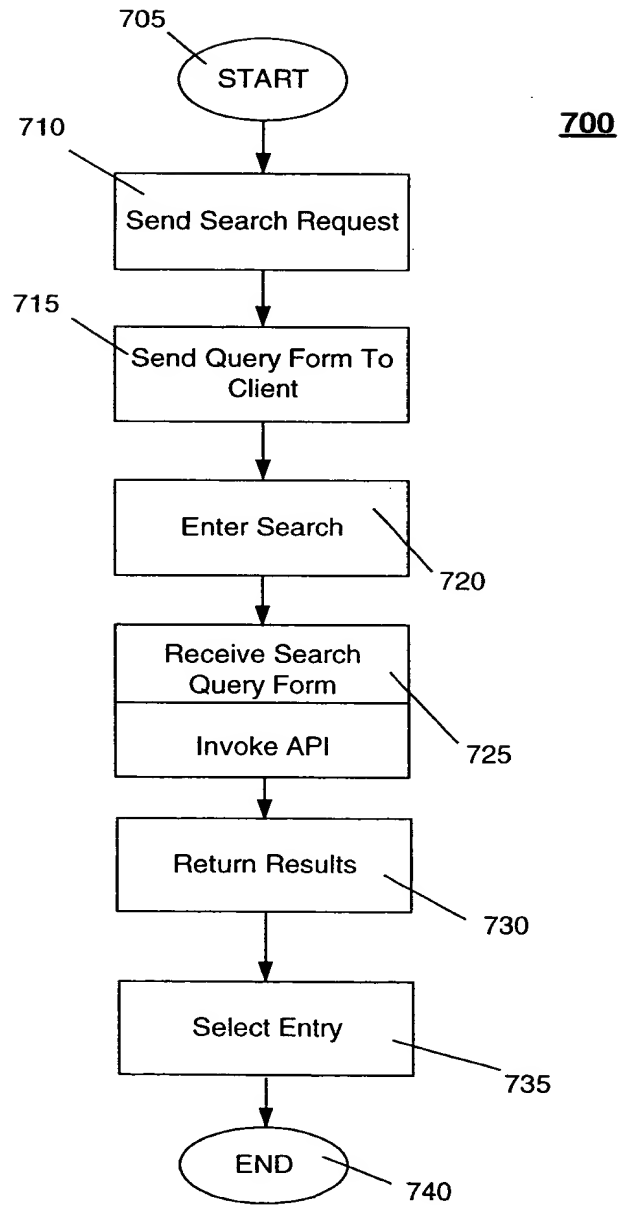 705
START
700
710
Send Search Request
715
Send Query Form To
Client
Enter Search
720
Receive Search
Query Form
Invoke API
725
Return Results
730
Select Entry
735
END
740